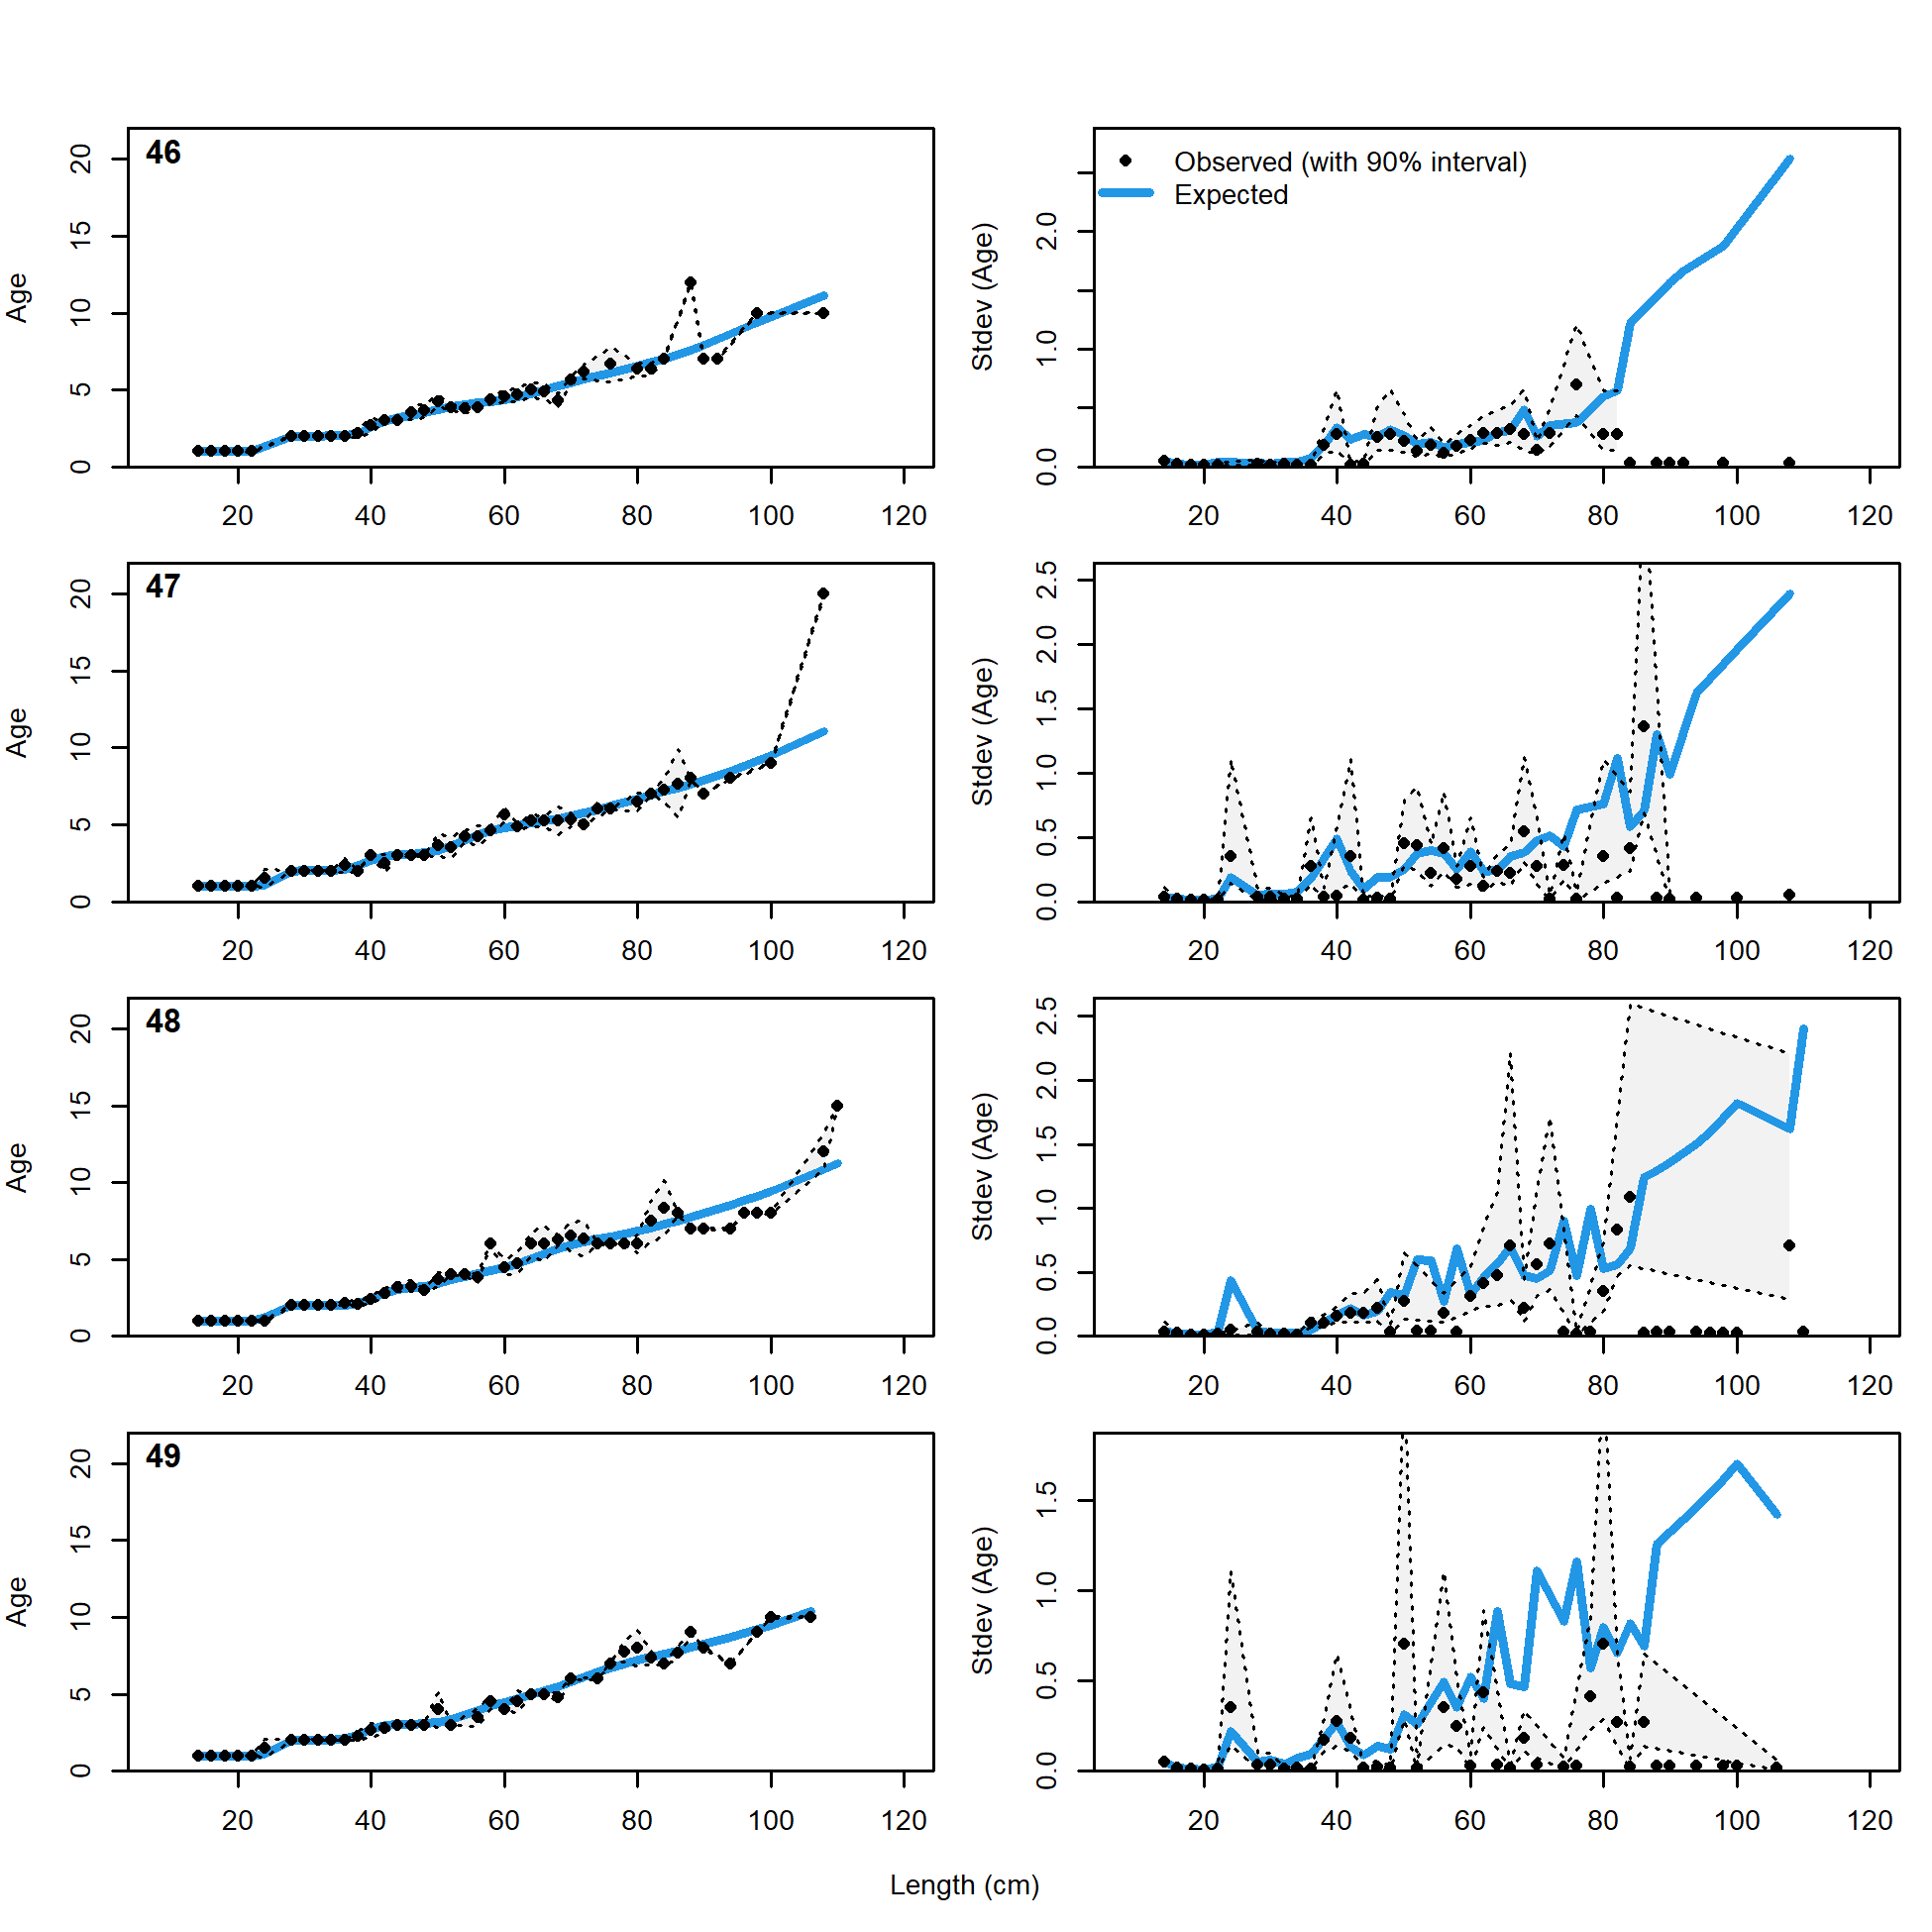 46
Age
0 5 10 15 20
20 40 60 80 100 120
Observed (with 90% interval)
Expected
Stdev (Age)
0.0 1.0 2.0
20 40 60 80 100 120
47
Age
0 5 10 15 20
20 40 60 80 100 120
Stdev (Age)
0.0 0.5 1.0 1.5 2.0 2.5
20 40 60 80 100 120
48
Age
0 5 10 15 20
20 40 60 80 100 120
Stdev (Age)
0.0 0.5 1.0 1.5 2.0 2.5
20 40 60 80 100 120
49
Age
0 5 10 15 20
20 40 60 80 100 120
Stdev (Age)
0.0 0.5 1.0 1.5
20 40 60 80 100 120
Length (cm)